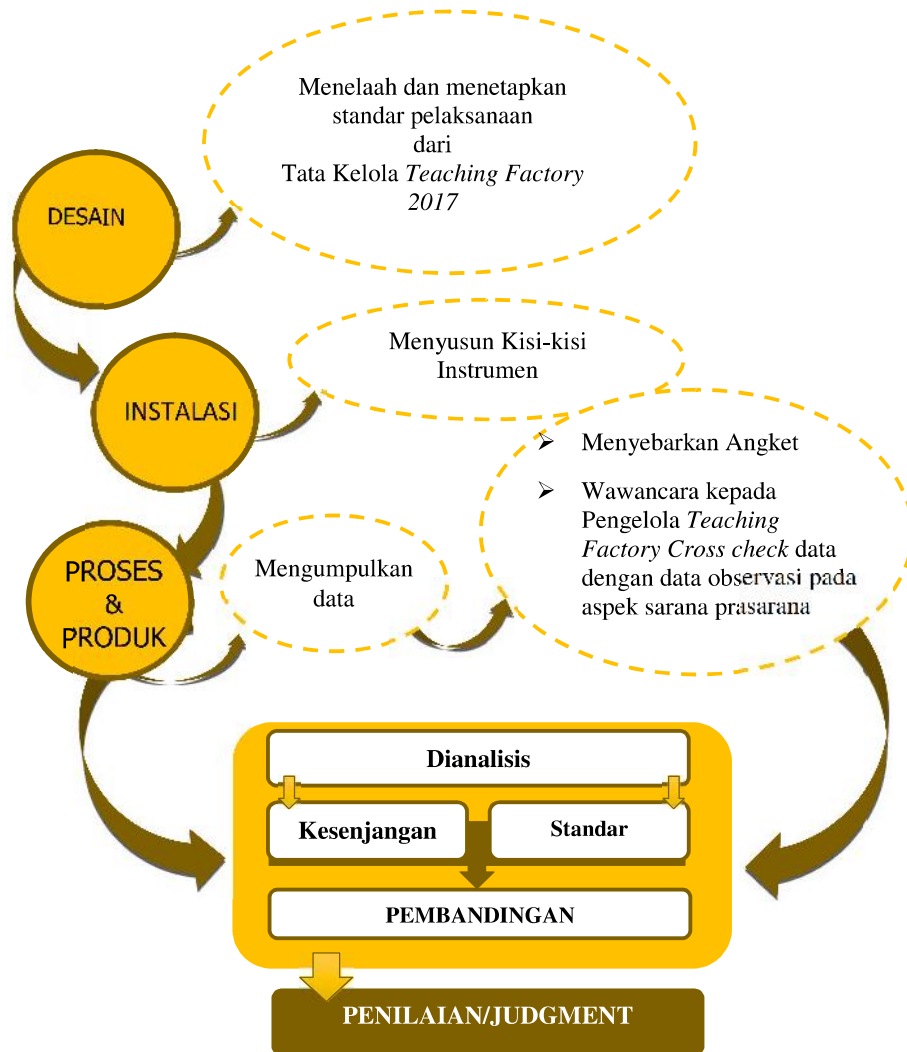 Menelaah dan menetapkan
standar pelaksanaan
dari
Tata Kelola Teaching Factory
2017
DESAIN
Menyusun Kisi-kisi
Instrumen
INSTALASI
➢ Menyebarkan Angket
➢ Wawancara kepada
Pengelola Teaching
Factory Cross check data
dengan data observasi pada
aspek sarana prasarana
PROSES
&
PRODUK
Mengumpulkan
data
Dianalisis
Kesenjangan
Standar
PEMBANDINGAN
PENILAIAN/JUDGMENT